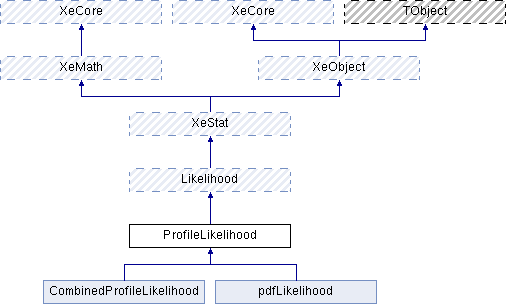 XeCore
XeCore
TObject
XeMath
XeObject
XeStat
Likelihood
ProfileLikelihood
CombinedProfileLikelihood
pdfLikelihood